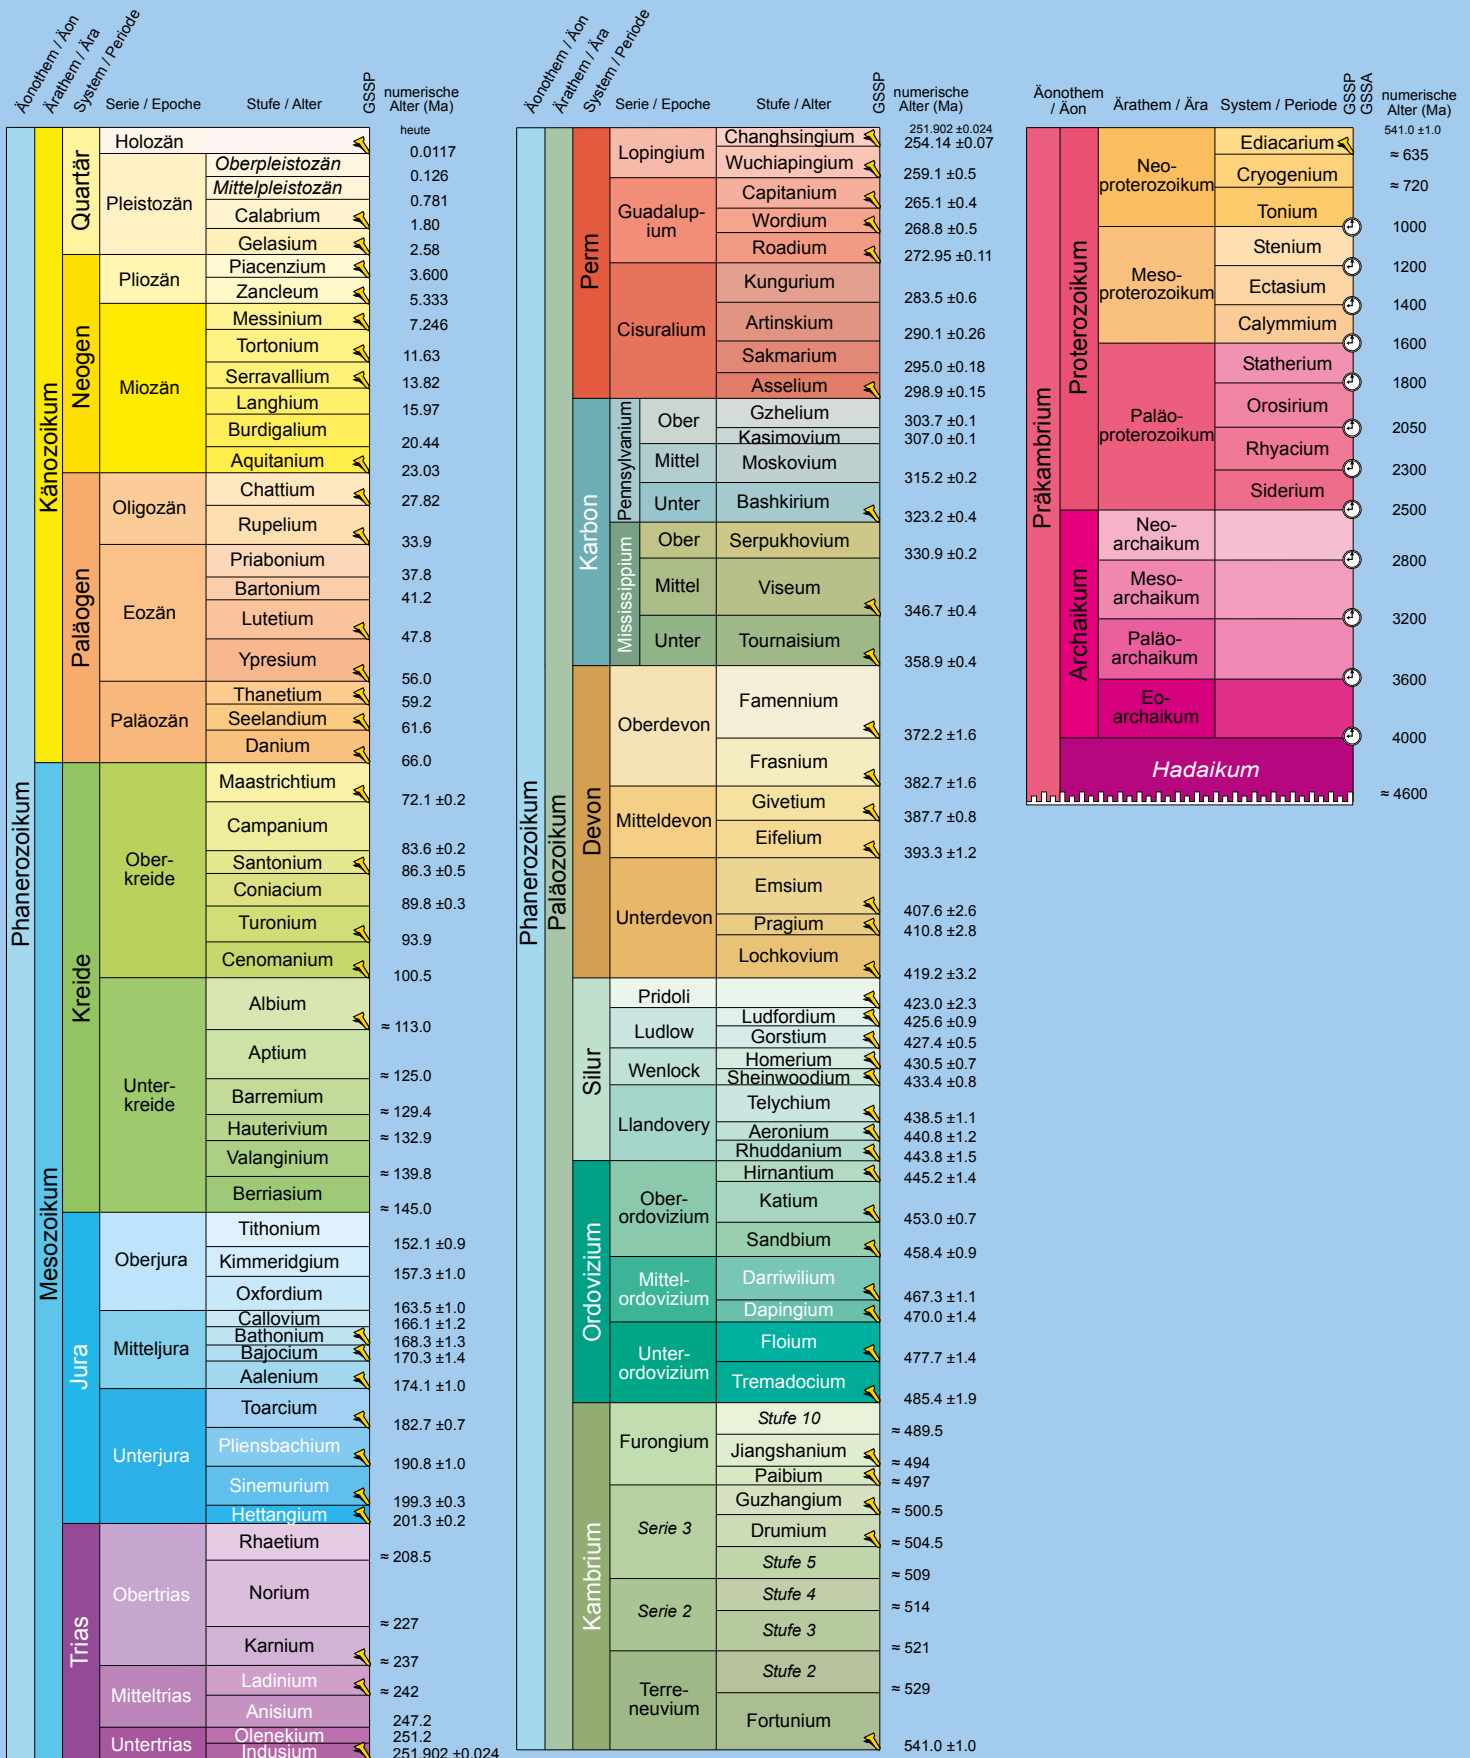 Äonothem / Äon
Ärathem / Ära
System / Periode
Serie / Epoche
Stufe / Alter
GSSP
numerische
Alter (Ma)
Phanerozoikum
Känozoikum
Quartär
heute
Holozän
0.0117
Pleistozän
Oberpleistozän
0.126
Mittelpleistozän
0.781
Calabrium
1.80
Gelasium
2.58
Neogen
Pliozän
Piacenzium
3.600
Zancleum
5.333
Miozän
Messinium
7.246
Tortonium
11.63
Serravallium
13.82
Langhium
15.97
Burdigalium
20.44
Aquitanium
23.03
Paläogen
Oligozän
Chattium
27.82
Rupelium
33.9
Eozän
Priabonium
37.8
Bartonium
41.2
Lutetium
47.8
Ypresium
56.0
Paläozän
Thanetium
59.2
Seelandium
61.6
Danium
66.0
Mesozoikum
Kreide
Ober-
kreide
Maastrichtium
72.1 ±0.2
Campanium
83.6 ±0.2
Santonium
86.3 ±0.5
Coniacium
89.8 ±0.3
Turonium
93.9
Cenomanium
100.5
Unter-
kreide
Albium
≈ 113.0
Aptium
≈ 125.0
Barremium
≈ 129.4
Hauterivium
≈ 132.9
Valanginium
≈ 139.8
Berriasium
≈ 145.0
Jura
Oberjura
Tithonium
152.1 ±0.9
Kimmeridgium
157.3 ±1.0
Oxfordium
163.5 ±1.0
Mitteljura
Callovium
166.1 ±1.2
Bathonium
168.3 ±1.3
Bajocium
170.3 ±1.4
Aalenium
174.1 ±1.0
Unterjura
Toarcium
182.7 ±0.7
Pliensbachium
190.8 ±1.0
Sinemurium
199.3 ±0.3
Hettangium
201.3 ±0.2
Trias
Obertrias
Rhaetium
≈ 208.5
Norium
≈ 227
Karnium
≈ 237
Mitteltrias
Ladinium
≈ 242
Anisium
247.2
Untertrias
Olenekium
251.2
Indusium
251.902 ±0.024
Äonothem / Äon
Ärathem / Ära
System / Periode
Serie / Epoche
Stufe / Alter
GSSP
numerische
Alter (Ma)
Phanerozoikum
Paläozoikum
Perm
251.902 ±0.024
Lopingium
Changhsingium
254.14 ±0.07
Wuchiapingium
259.1 ±0.5
Guadalup-
ium
Capitanium
265.1 ±0.4
Wordium
268.8 ±0.5
Roadium
272.95 ±0.11
Cisuralium
Kungurium
283.5 ±0.6
Artinskium
290.1 ±0.26
Sakmarium
295.0 ±0.18
Asselium
298.9 ±0.15
Karbon
Pennsylvanium
Ober
Gzhelium
303.7 ±0.1
Kasimovium
307.0 ±0.1
Mittel
Moskovium
315.2 ±0.2
Unter
Bashkirium
323.2 ±0.4
Mississippium
Ober
Serpukhovium
330.9 ±0.2
Mittel
Viseum
346.7 ±0.4
Unter
Tournaisium
358.9 ±0.4
Devon
Oberdevon
Famennium
372.2 ±1.6
Frasnium
382.7 ±1.6
Mitteldevon
Givetium
387.7 ±0.8
Eifelium
393.3 ±1.2
Unterdevon
Emsium
407.6 ±2.6
Pragium
410.8 ±2.8
Lochkovium
419.2 ±3.2
Silur
Pridoli
423.0 ±2.3
Ludlow
Ludfordium
425.6 ±0.9
Gorstium
427.4 ±0.5
Wenlock
Homerium
430.5 ±0.7
Sheinwoodium
433.4 ±0.8
Llandovery
Telychium
438.5 ±1.1
Aeronium
440.8 ±1.2
Rhuddanium
443.8 ±1.5
Ordovizium
Ober-
ordovizium
Hirnantium
445.2 ±1.4
Katium
453.0 ±0.7
Sandbium
458.4 ±0.9
Mittel-
ordovizium
Darriwilium
467.3 ±1.1
Dapingium
470.0 ±1.4
Unter-
ordovizium
Floium
477.7 ±1.4
Tremadocium
485.4 ±1.9
Kambrium
Furongium
Stufe 10
≈ 489.5
Jiangshanium
≈ 494
Paibium
≈ 497
Serie 3
Guzhangium
≈ 500.5
Drumium
≈ 504.5
Stufe 5
≈ 509
Serie 2
Stufe 4
≈ 514
Stufe 3
≈ 521
Terre-
neuvium
Stufe 2
≈ 529
Fortunium
541.0 ±1.0
Äonothem
/ Äon
Ärathem / Ära
System / Periode
GSSP
GSSA
numerische
Alter (Ma)
541.0 ±1.0
Präkambrium
Proterozoikum
Neo-
proterozoikum
Ediacarium
≈ 635
Cryogenium
≈ 720
Tonium
1000
Meso-
proterozoikum
Stenium
1200
Ectasium
1400
Calymmium
1600
Paläo-
proterozoikum
Statherium
1800
Orosirium
2050
Rhyacium
2300
Siderium
2500
Archaikum
Neo-
archaikum
2800
Meso-
archaikum
3200
Paläo-
archaikum
3600
Eo-
archaikum
4000
Hadaikum
≈ 4600